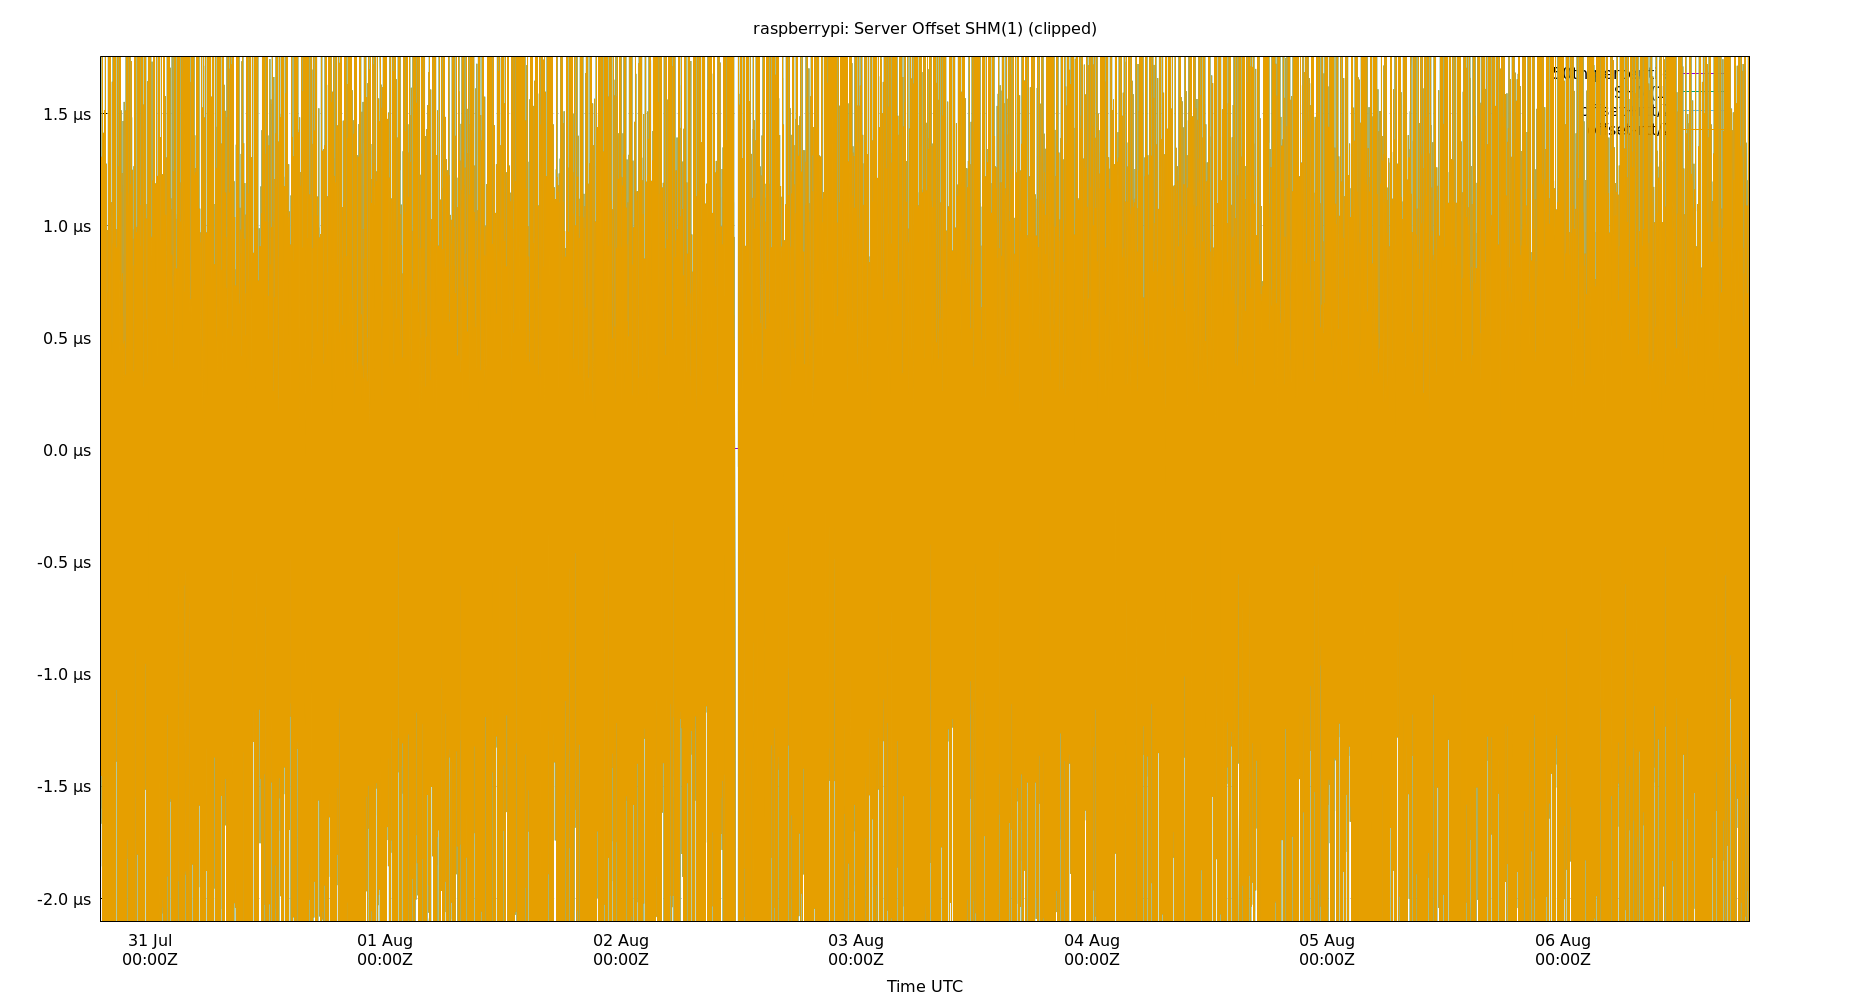 raspberrypi: Server Offset SHM(1) (clipped)
1.5 µs
1.0 µs
0.5 µs
0.0 µs
-0.5 µs
-1.0 µs
-1.5 µs
-2.0 µs
31 Jul 01 Aug 02 Aug 03 Aug 04 Aug 05 Aug 06 Aug
00:00Z 00:00Z 00:00Z 00:00Z 00:00Z 00:00Z 00:00Z
Time UTC